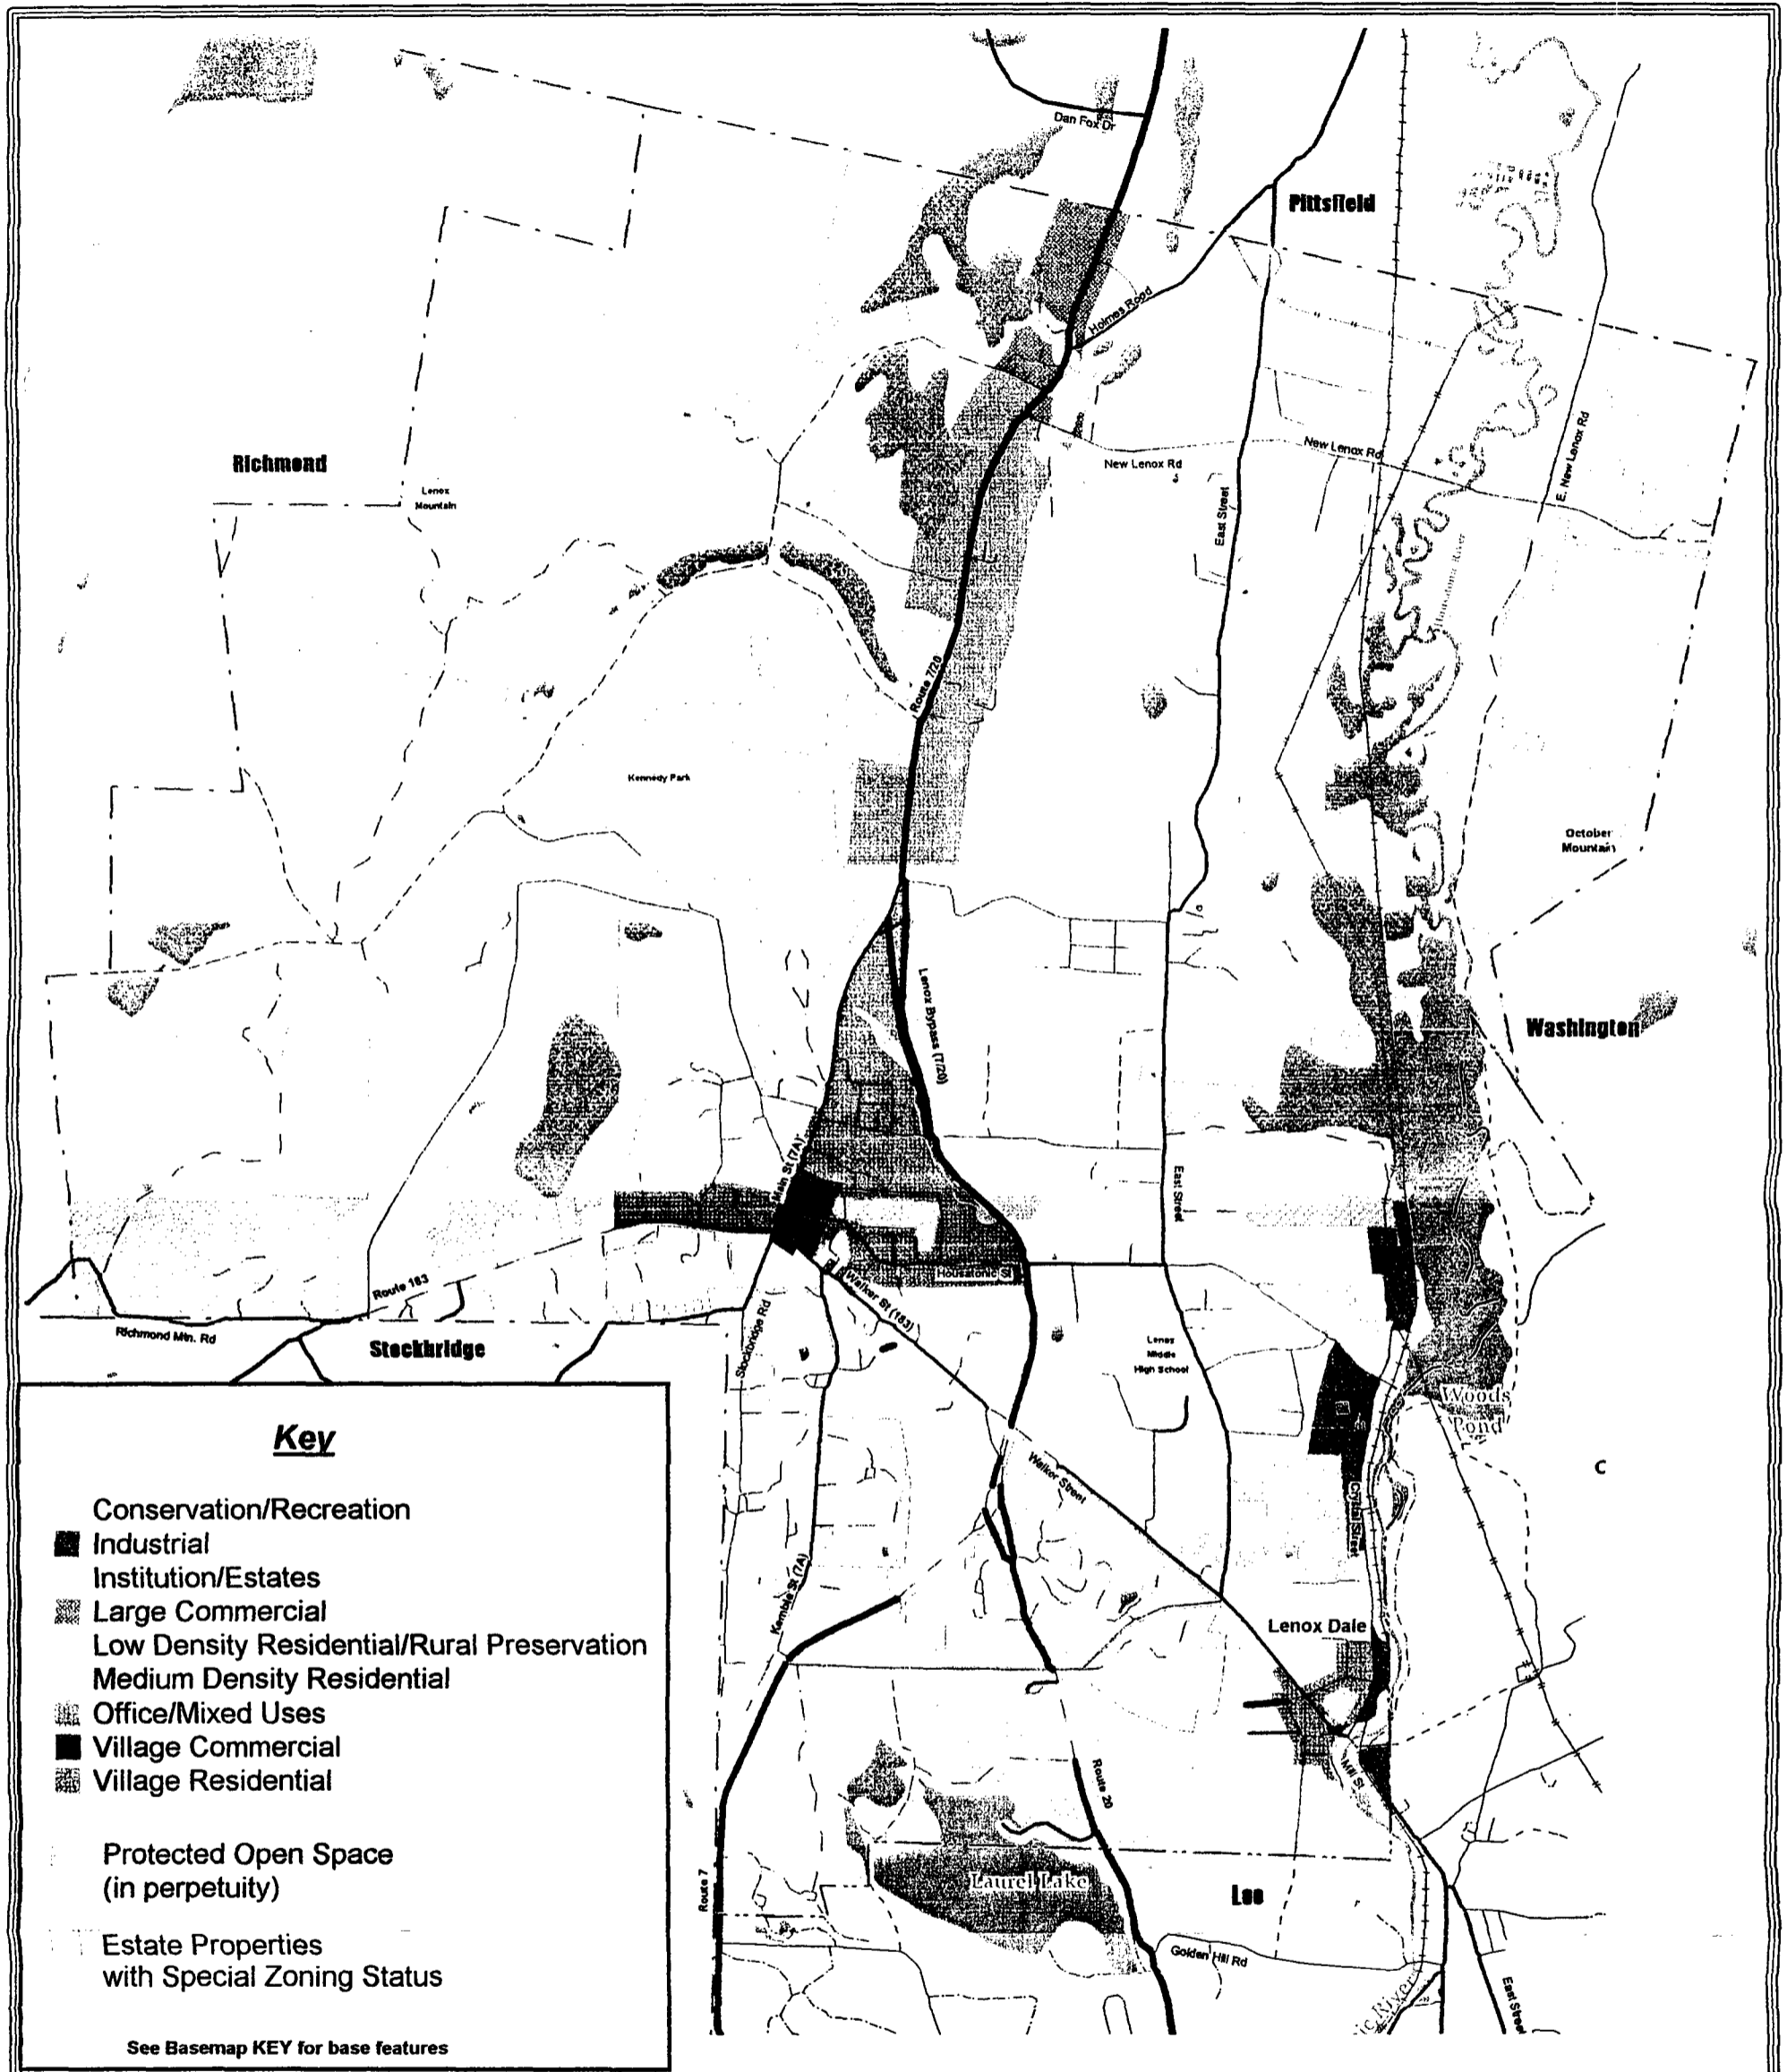 Dan Fox Dr
Pittsfield
Holmes Road
Richmond
Lenox
Mountain
New Lenox Rd
New Lenox Rd
E. New Lenox Rd
East Street
Route 7/20
Kennedy Park
October
Mountain
Lenox Bypass (7/20)
Washington
Main St (7A)
East Street
Route 183
Housatonic St
Richmond Mtn. Rd
Stockbridge
Stockbridge Rd
Walker St (183)
Lenox
Middle
High School
Woods
Pond
Walker Street
Crystal Street
C
Kemble St (7A)
Lenox Dale
Mill St
Route 20
Route 7
Laurel Lake
Lee
Golden Hill Rd
East Street
ic River
Key
Conservation/Recreation
Industrial
Institution/Estates
Large Commercial
Low Density Residential/Rural Preservation
Medium Density Residential
Office/Mixed Uses
Village Commercial
Village Residential
Protected Open Space
(in perpetuity)
Estate Properties
with Special Zoning Status
See Basemap KEY for base features